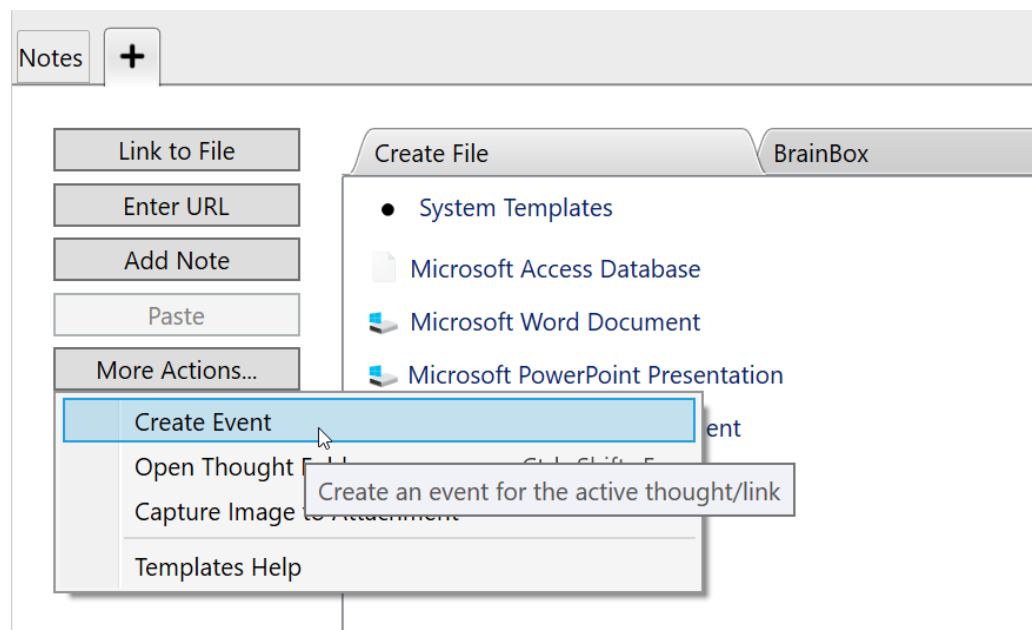 Notes
Link to File
Enter URL
Add Note
Paste
More Actions...
Create File
BrainBox
System Templates
Microsoft Access Database
Microsoft Word Document
Microsoft PowerPoint Presentation
Create Event
Open Thought
Create an event for the active thought/link
Capture Image to Attachment
Templates Help